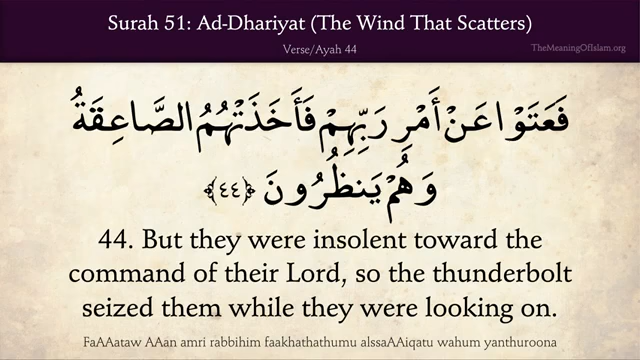 Surah 51: Ad-Dhariyat (The Wind That Scatters)
Verse/Ayah 44
TheMeaningOfIslam.org
فَعَتَوْا عَنْ أَمْرِ رَبِّهِمْ فَأَخَذَتْهُمُ الصَّاعِقَةُ
وَهُمْ يَنظُرُونَ ﴿٤٤﴾
44. But they were insolent toward the
command of their Lord, so the thunderbolt
seized them while they were looking on.
FaAAataw AAan amri rabbihim faakhathathumu alssaAAiqatu wahum yanthuroona